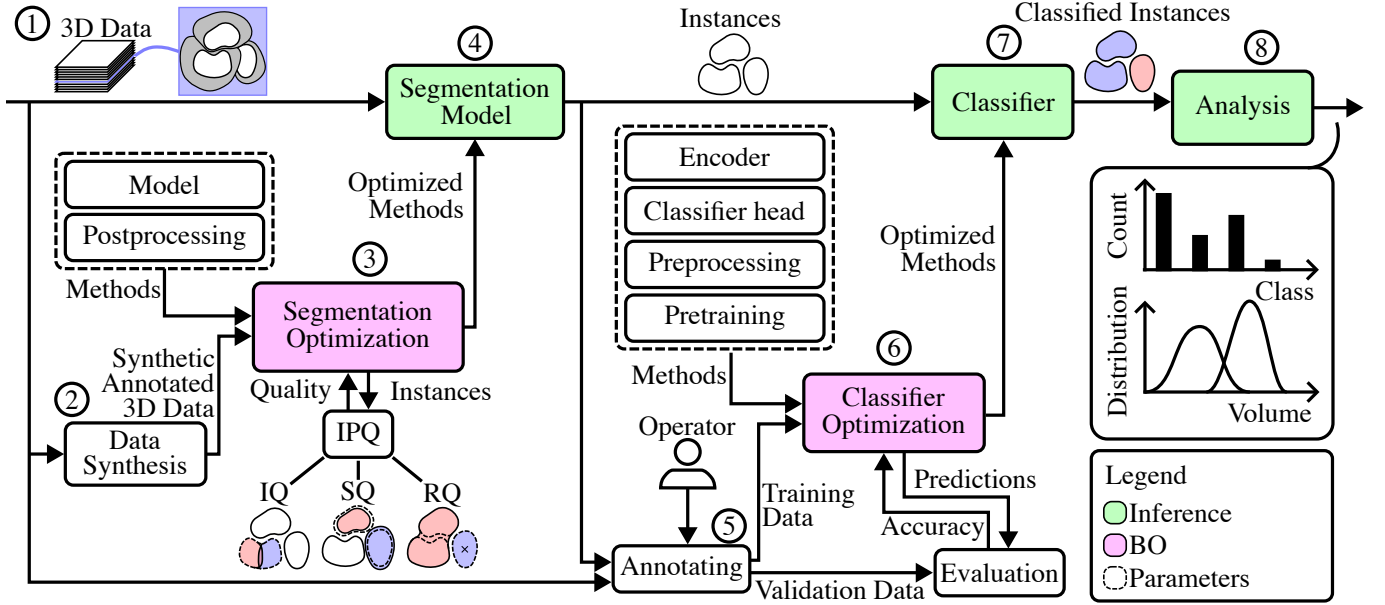 1
3D Data
4
Segmentation
Model
Instances
7
Classifier
Classified Instances
8
Analysis
Model
Postprocessing
Methods
Optimized
Methods
3
Segmentation
Optimization
Synthetic
Annotated
3D Data
2
Data
Synthesis
Quality
Instances
IPQ
IQ
SQ
RQ
×
Encoder
Classifier head
Preprocessing
Pretraining
Methods
Optimized
Methods
6
Classifier
Optimization
Operator
Training
Data
5
Annotating
Validation Data
Predictions
Accuracy
Evaluation
Count
Class
Distribution
Volume
Legend
Inference
BO
Parameters